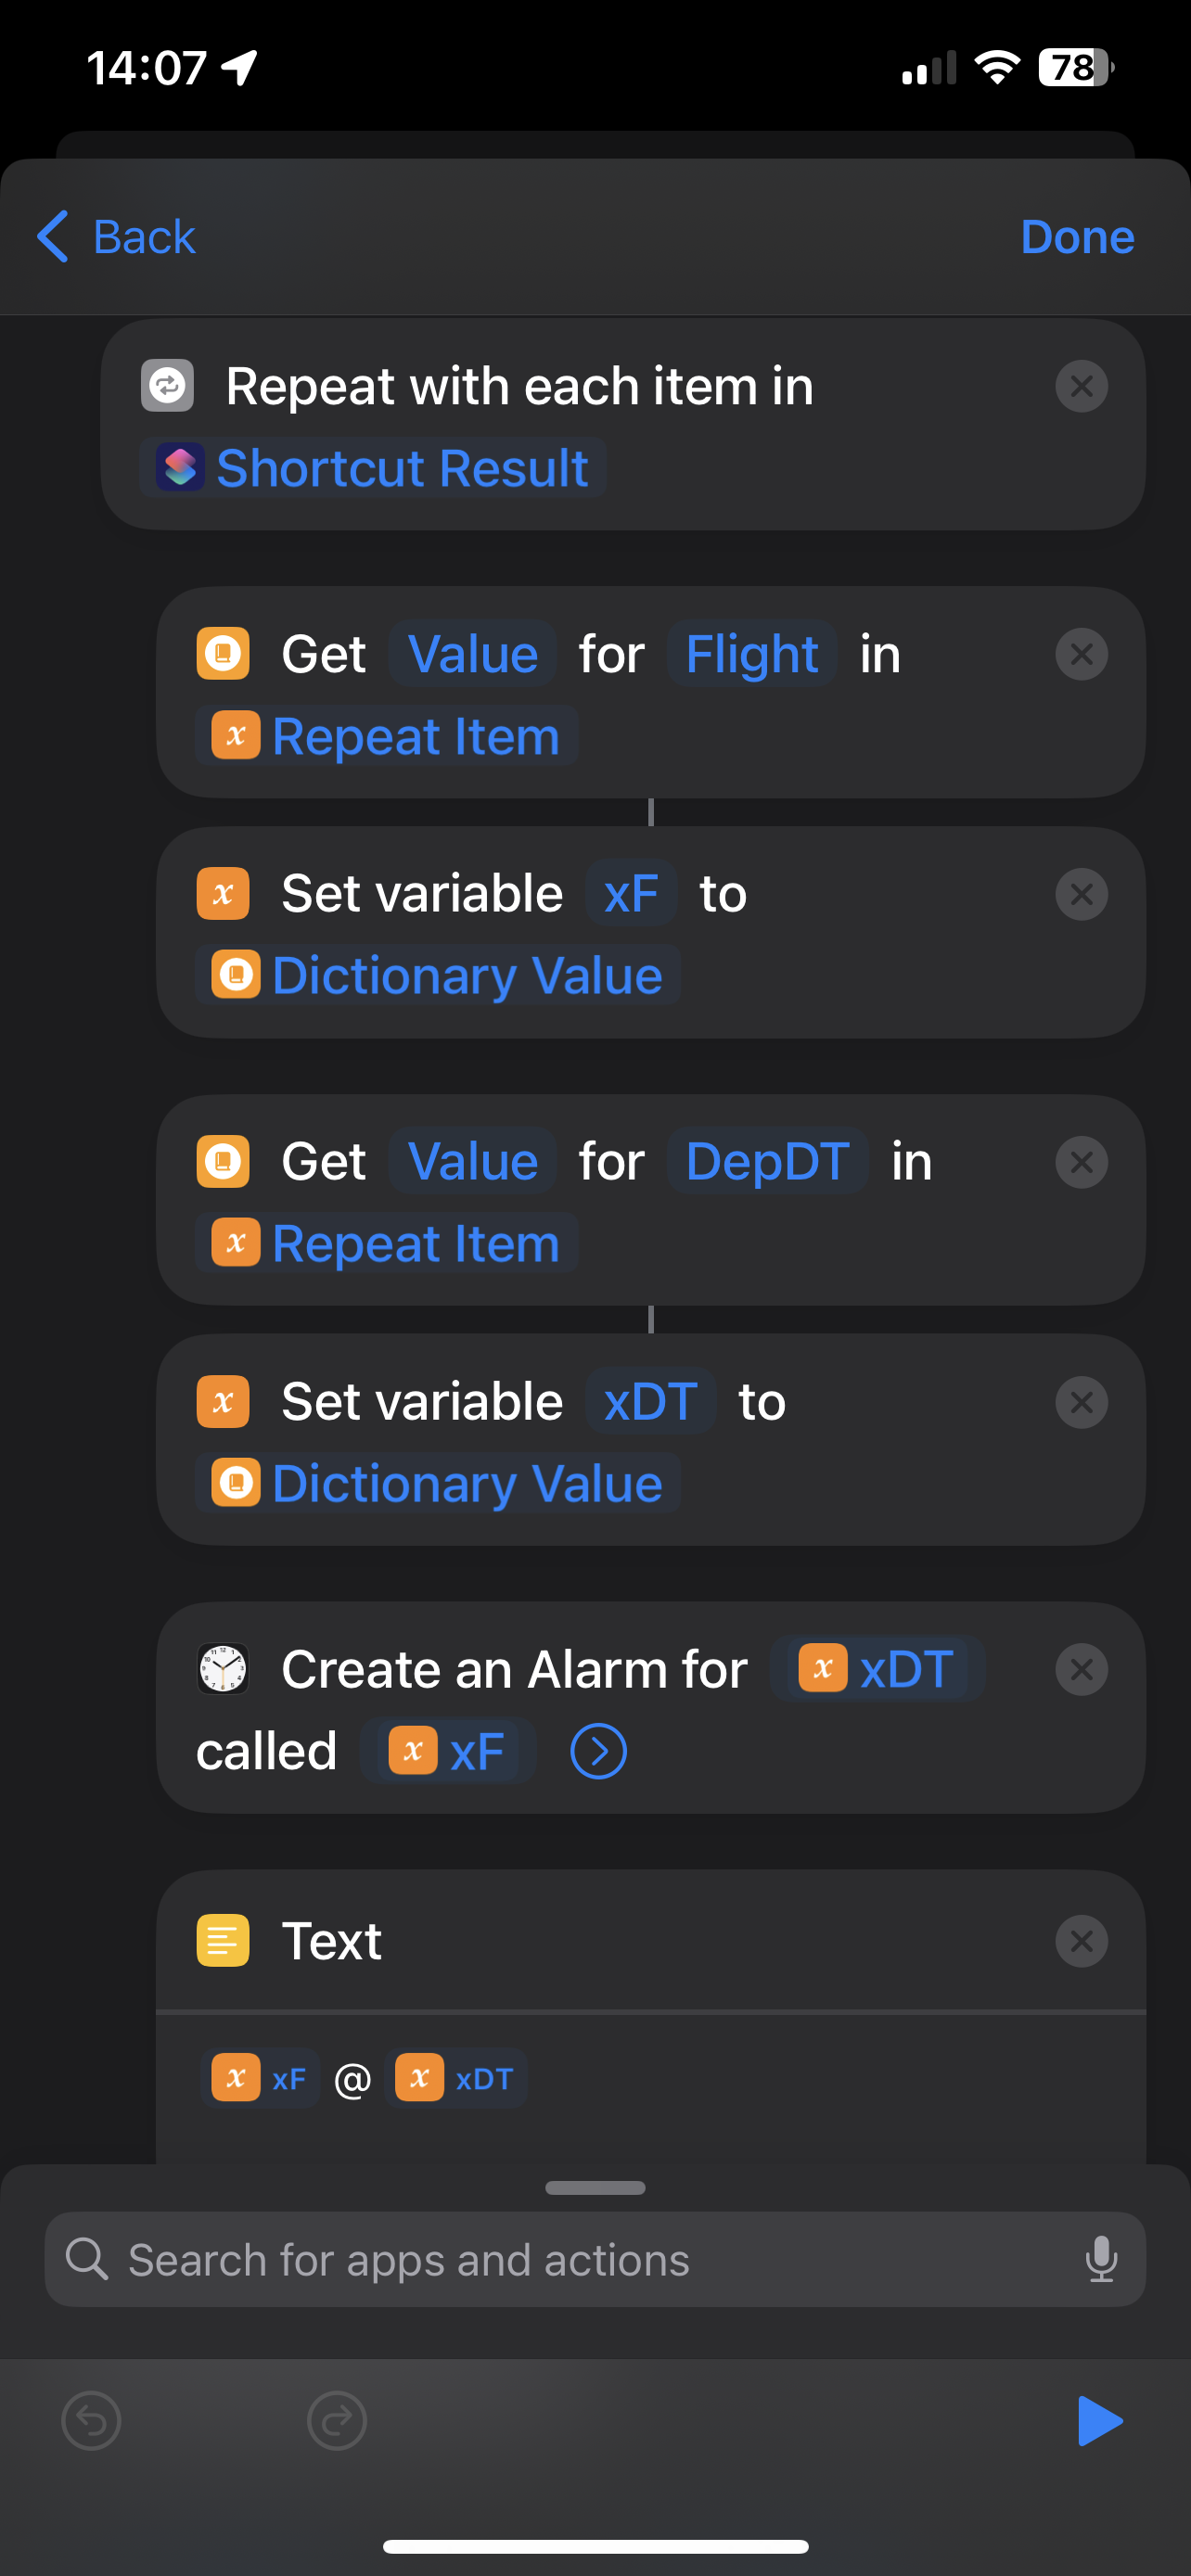 14:07
78
Back
Done
Repeat with each item in
Shortcut Result
Get Value for Flight in
x Repeat Item
x Set variable xF to
Dictionary Value
Get Value for DepDT in
x Repeat Item
x Set variable xDT to
Dictionary Value
Create an Alarm for x xDT
called x xF
Text
x xF @ x xDT
Search for apps and actions